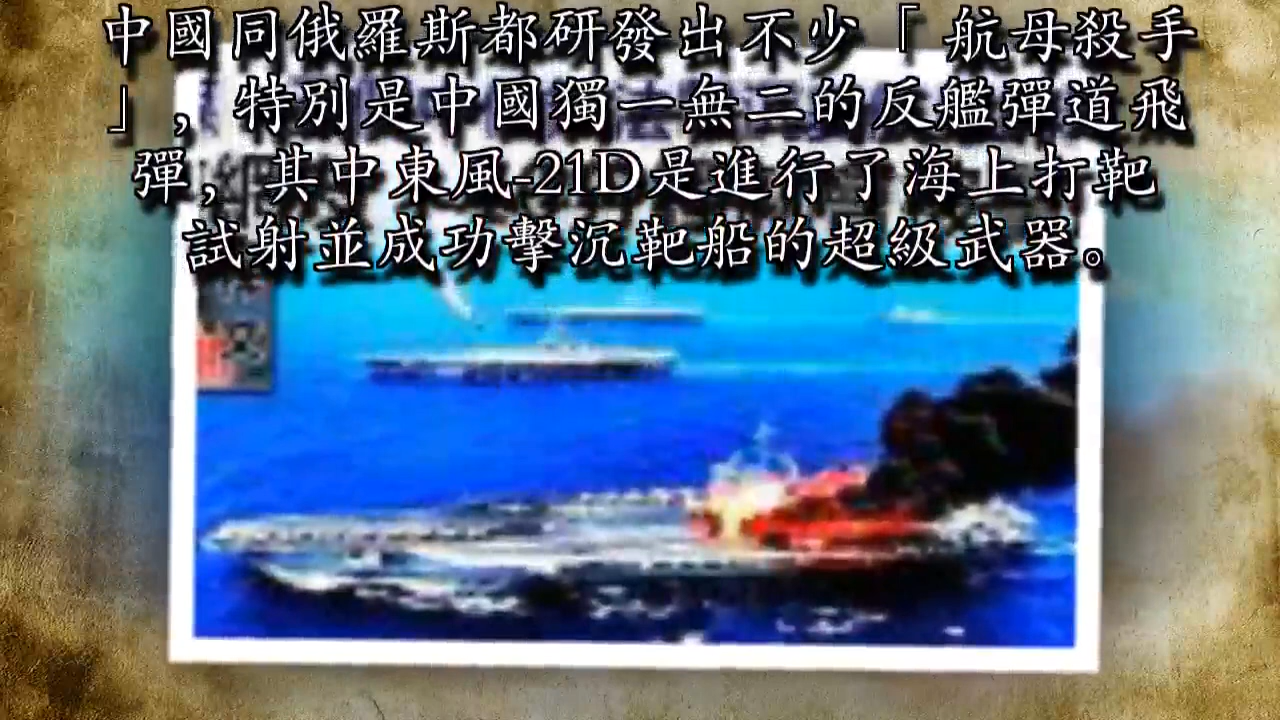 中國同俄羅斯都研發出不少「 航母殺手
」，特別是中國獨一無二的反艦彈道飛
彈，其中東風-21D是進行了海上打靶
試射並成功擊沉靶船的超級武器。